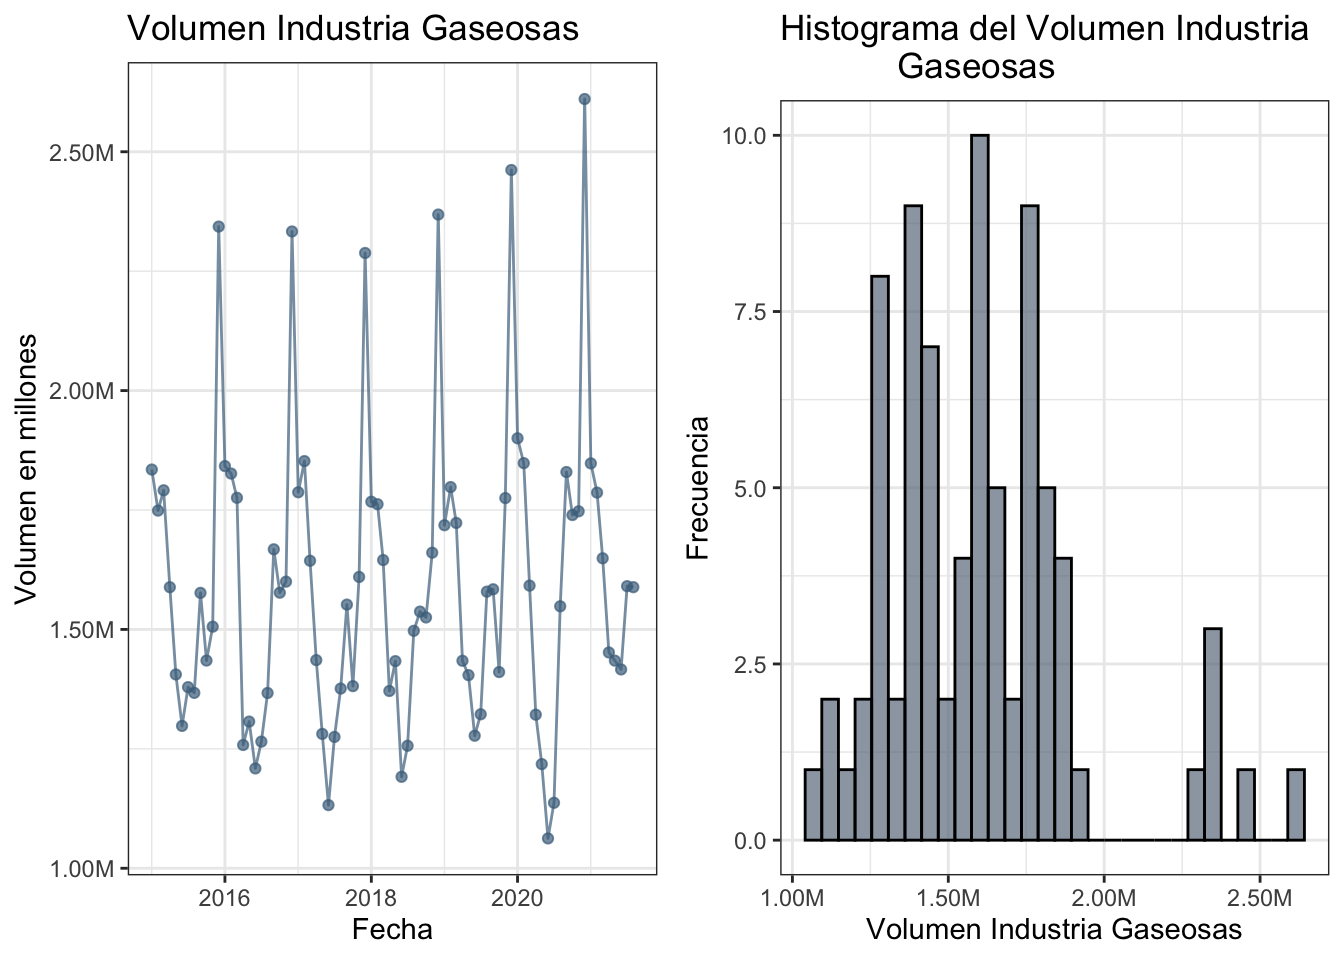 Volumen Industria Gaseosas
Volumen en millones
2.50M
2.00M
1.50M
1.00M
2016
2018
2020
Fecha
Histograma del Volumen Industria
Gaseosas
Frecuencia
10.0
7.5
5.0
2.5
0.0
1.00M
1.50M
2.00M
2.50M
Volumen Industria Gaseosas